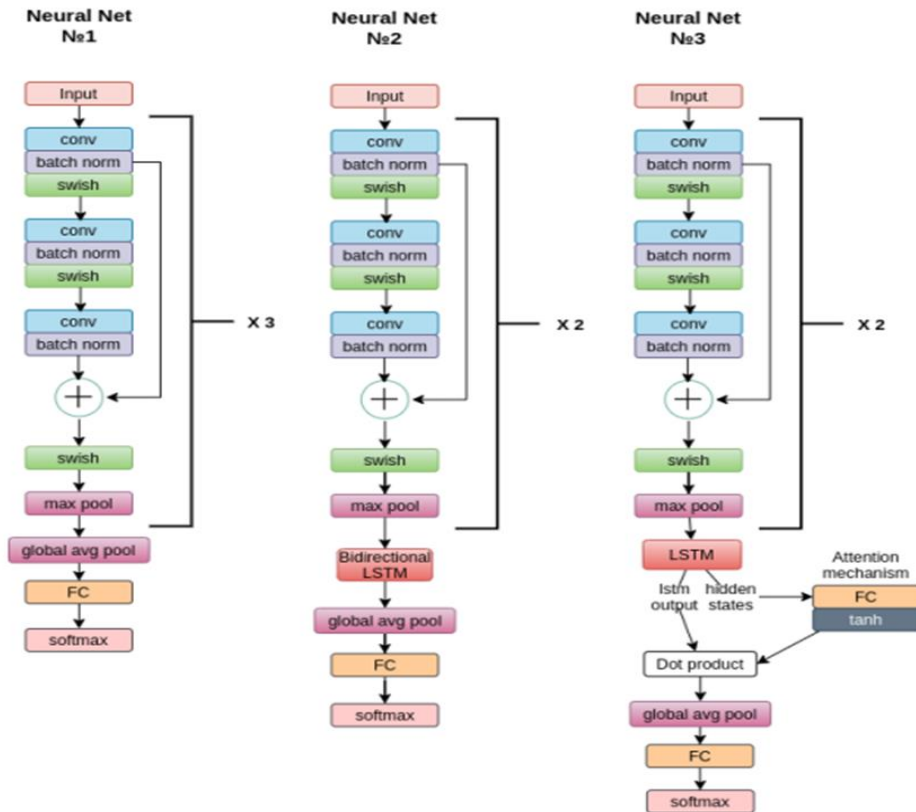 Neural Net
№1
Input
conv
batch norm
swish
conv
batch norm
swish
conv
batch norm
swish
max pool
global avg pool
FC
softmax
X 3
Neural Net
№2
Input
conv
batch norm
swish
conv
batch norm
swish
conv
batch norm
swish
max pool
Bidirectional
LSTM
global avg pool
FC
softmax
X 2
Neural Net
№3
Input
conv
batch norm
swish
conv
batch norm
swish
conv
batch norm
swish
max pool
X 2
LSTM
lstm
output
hidden
states
Attention
mechanism
FC
tanh
Dot product
global avg pool
FC
softmax